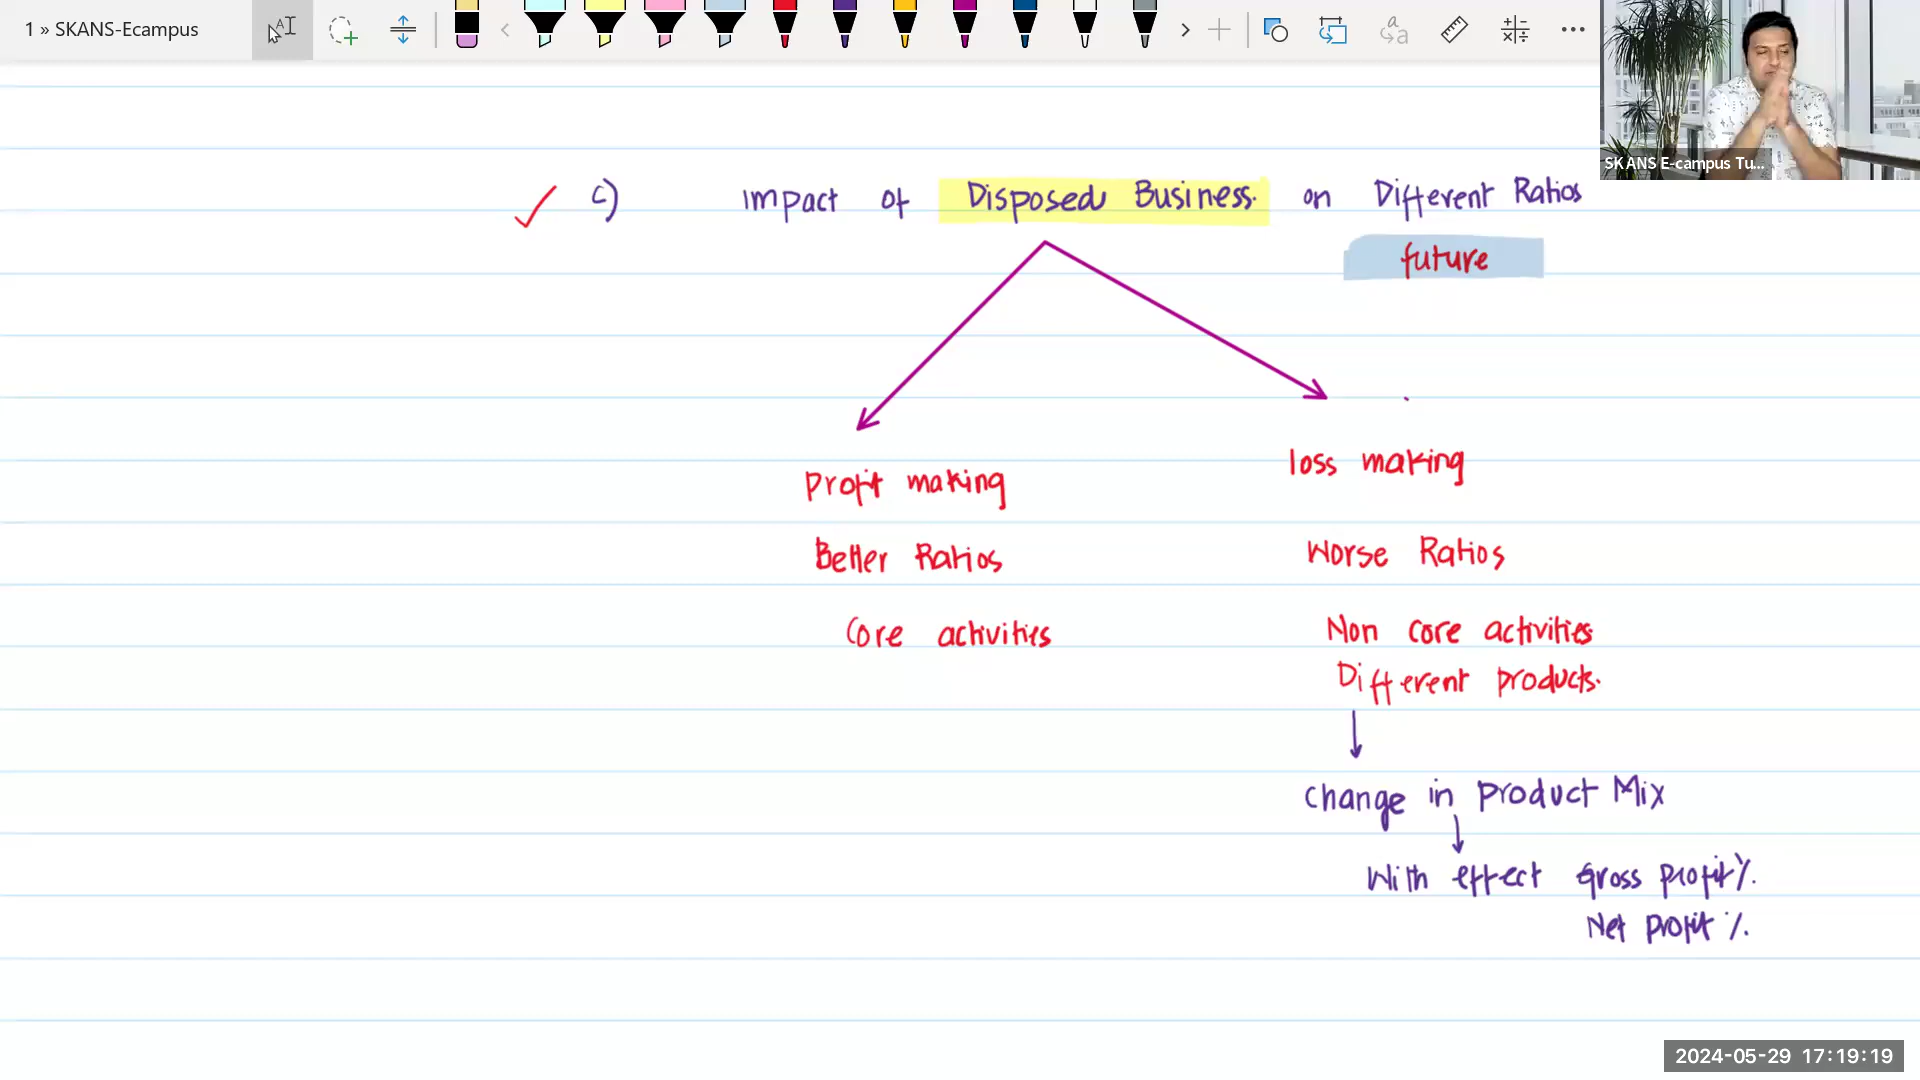 1 » SKANS-Ecampus
SKANS E-campus Tu...
c) Impact of Disposed Business. on Different Ratios
future
Profit making
loss making
Better Ratios
Worse Ratios
Core activities
Non core activities
Different products.
Change in product Mix
With effect Gross profit%.
Net profit %.
2024-05-29 17:19:19